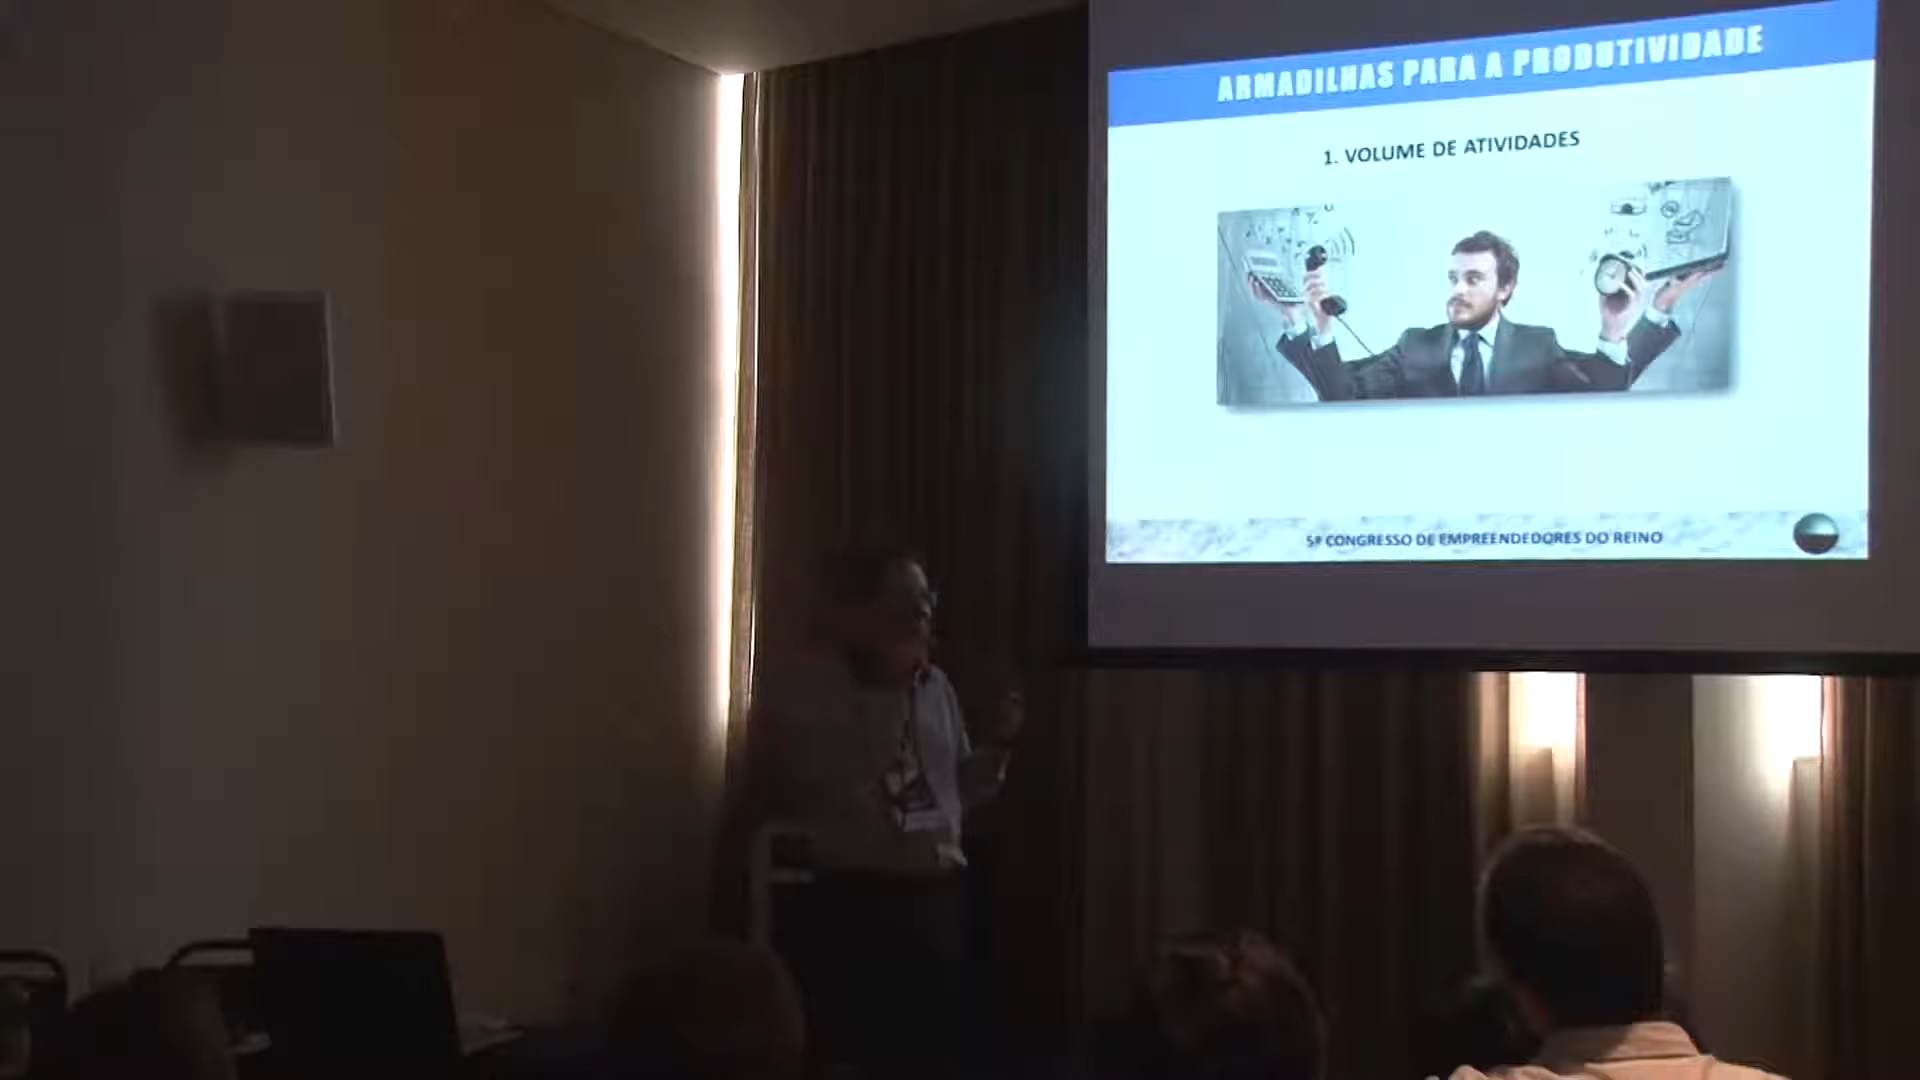 ARMADILHAS PARA A PRODUTIVIDADE
1. VOLUME DE ATIVIDADES
5º CONGRESSO DE EMPREENDEDORES DO REINO